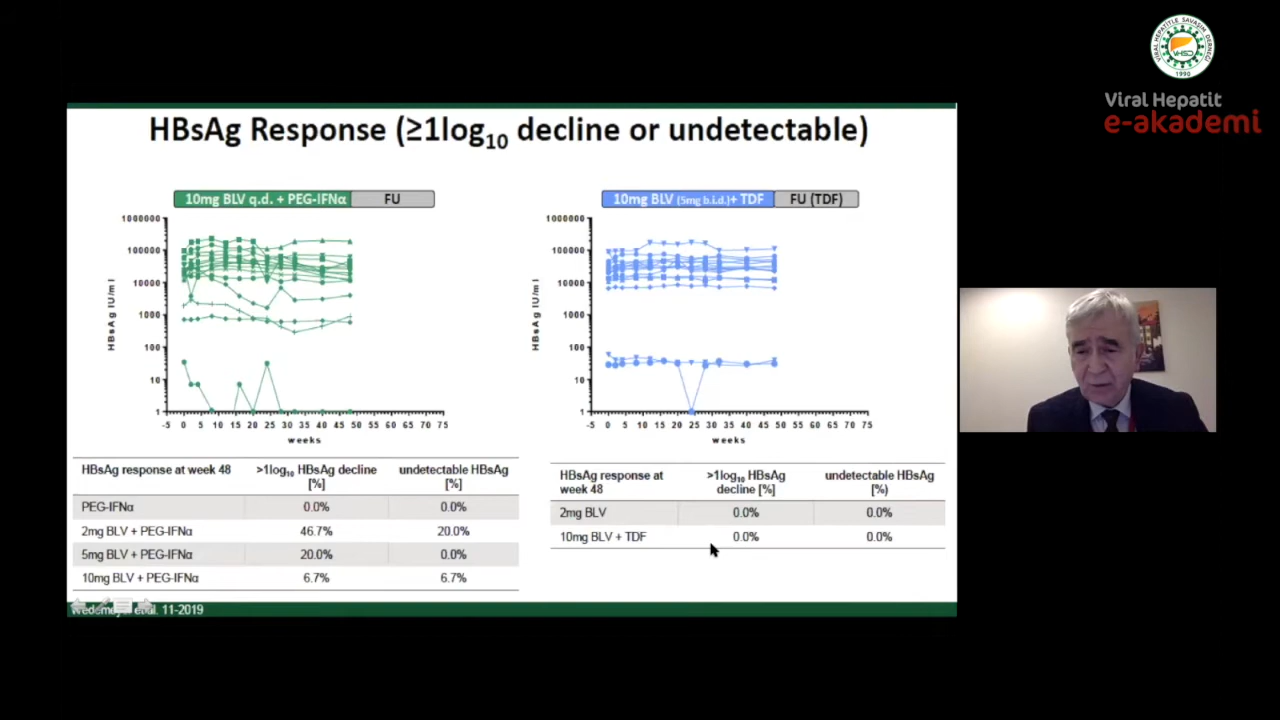 VIRAL HEPATITLE SAVAŞIM DERNEĞİ
VHSD
1990
Viral Hepatit
e-akademi
HBsAg Response (≥1log10 decline or undetectable)
10mg BLV q.d. + PEG-IFNα FU
1000000
100000
10000
1000
100
10
1
HBsAg IU/ml
-5 0 5 10 15 20 25 30 35 40 45 50 55 60 65 70 75
weeks
10mg BLV (5mg b.i.d.)+ TDF FU (TDF)
1000000
100000
10000
1000
100
10
1
HBsAg IU/ml
-5 0 5 10 15 20 25 30 35 40 45 50 55 60 65 70 75
weeks
HBsAg response at week 48 >1log10 HBsAg decline [%] undetectable HBsAg [%]
PEG-IFNα 0.0% 0.0%
2mg BLV + PEG-IFNα 46.7% 20.0%
5mg BLV + PEG-IFNα 20.0% 0.0%
10mg BLV + PEG-IFNα 6.7% 6.7%
HBsAg response at week 48 >1log10 HBsAg decline [%] undetectable HBsAg [%)
2mg BLV 0.0% 0.0%
10mg BLV + TDF 0.0% 0.0%
11-2019